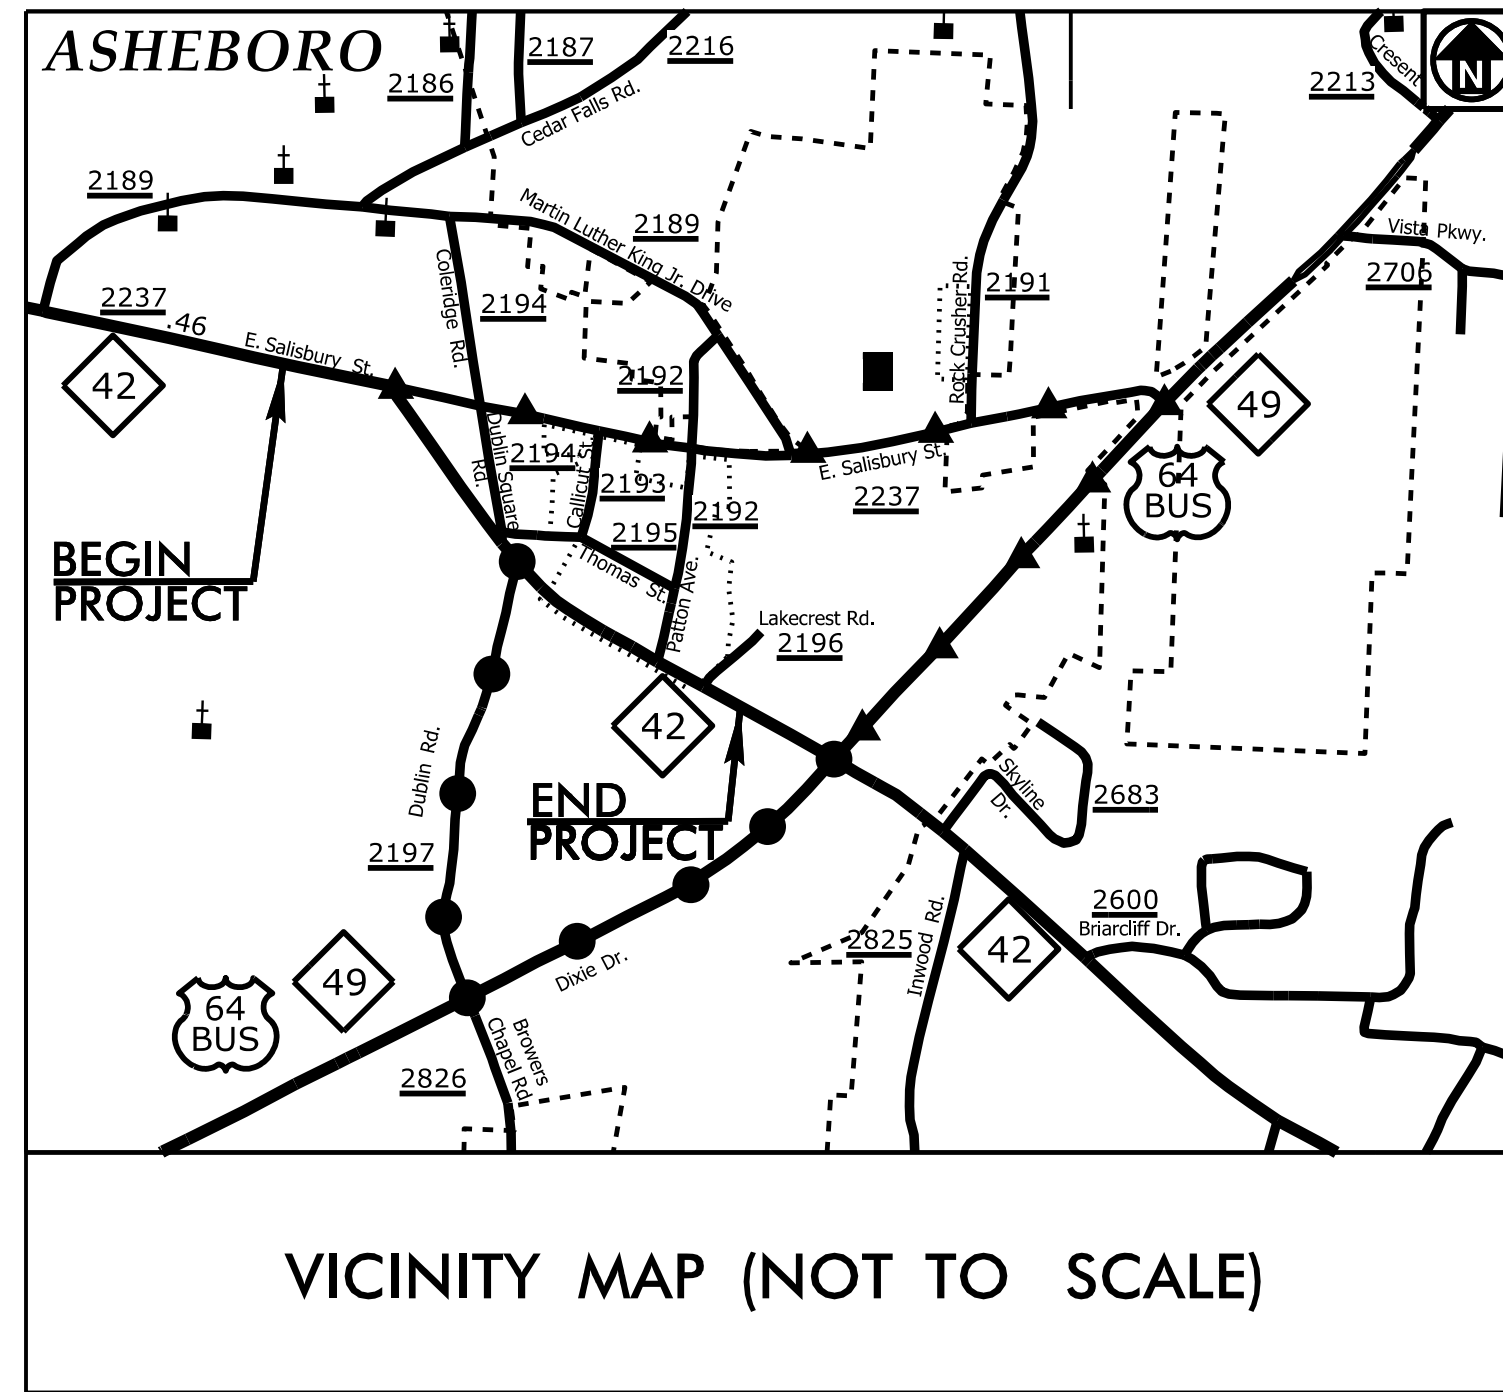 ASHEBORO
2187
2216
2186
2213
Cresent
N
Cedar Falls Rd.
2189
Martin Luther King Jr. Drive
2189
Vista Pkwy.
2706
2237
.46
Coleridge Rd.
2194
Rock Crusher Rd.
2191
E. Salisbury St.
42
2192
49
Dublin Square
Rd.
2194
Callicut St.
2193
E. Salisbury St.
2237
64
BUS
2192
2195
BEGIN
PROJECT
Thomas St.
Patton Ave.
Lakecrest Rd.
2196
42
Dublin Rd.
END
PROJECT
Skyline
Dr.
2683
2197
2600
Briarcliff Dr.
2825
Inwood Rd.
42
49
Dixie Dr.
64
BUS
Browers
Chapel Rd
2826
VICINITY MAP (NOT TO SCALE)